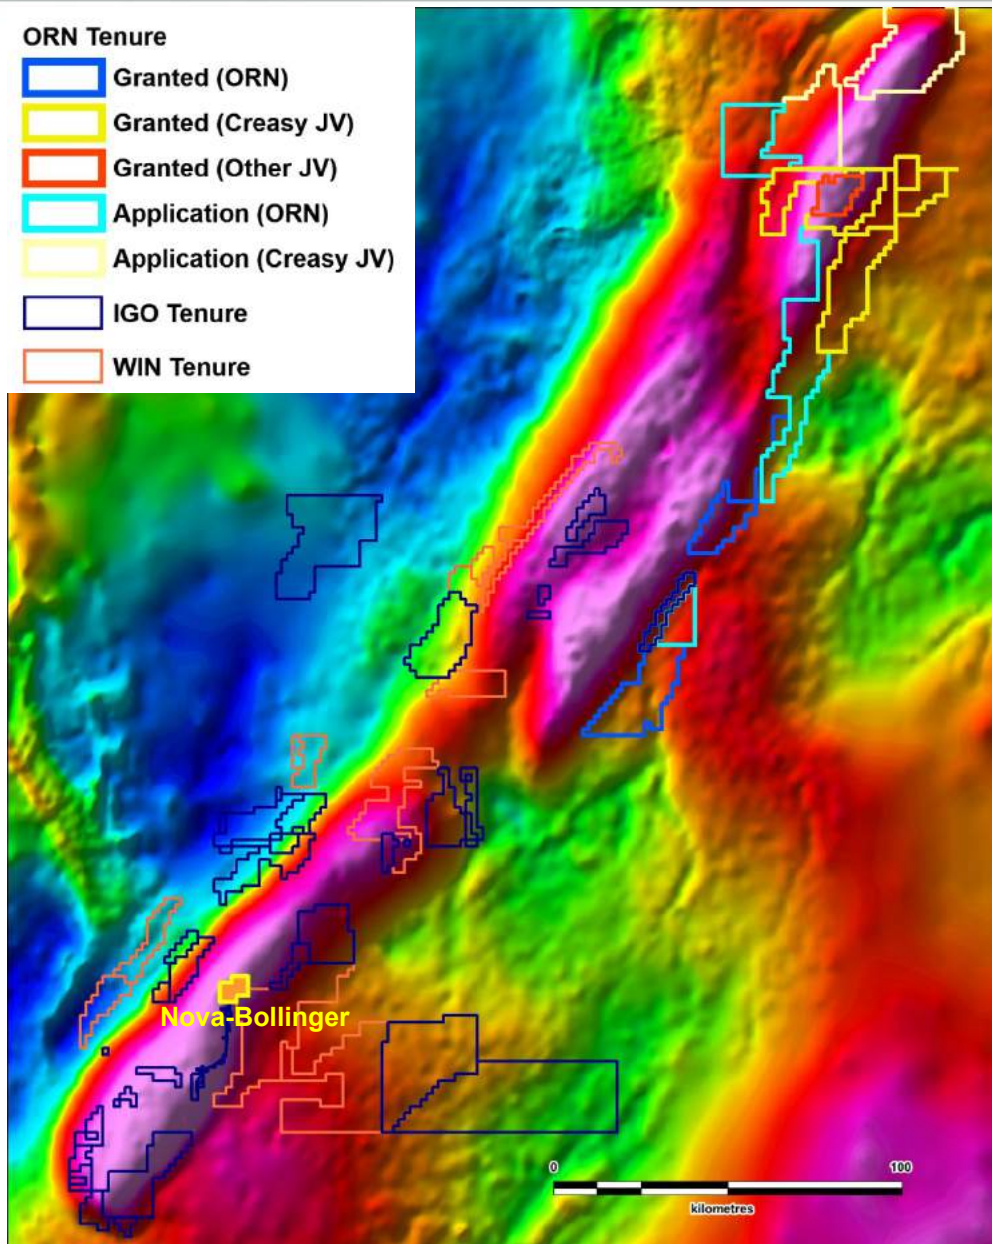 ORN Tenure
Granted (ORN)
Granted (Creasy JV)
Granted (Other JV)
Application (ORN)
Application (Creasy JV)
IGO Tenure
WIN Tenure
Nova-Bollinger
0 100
kilometres